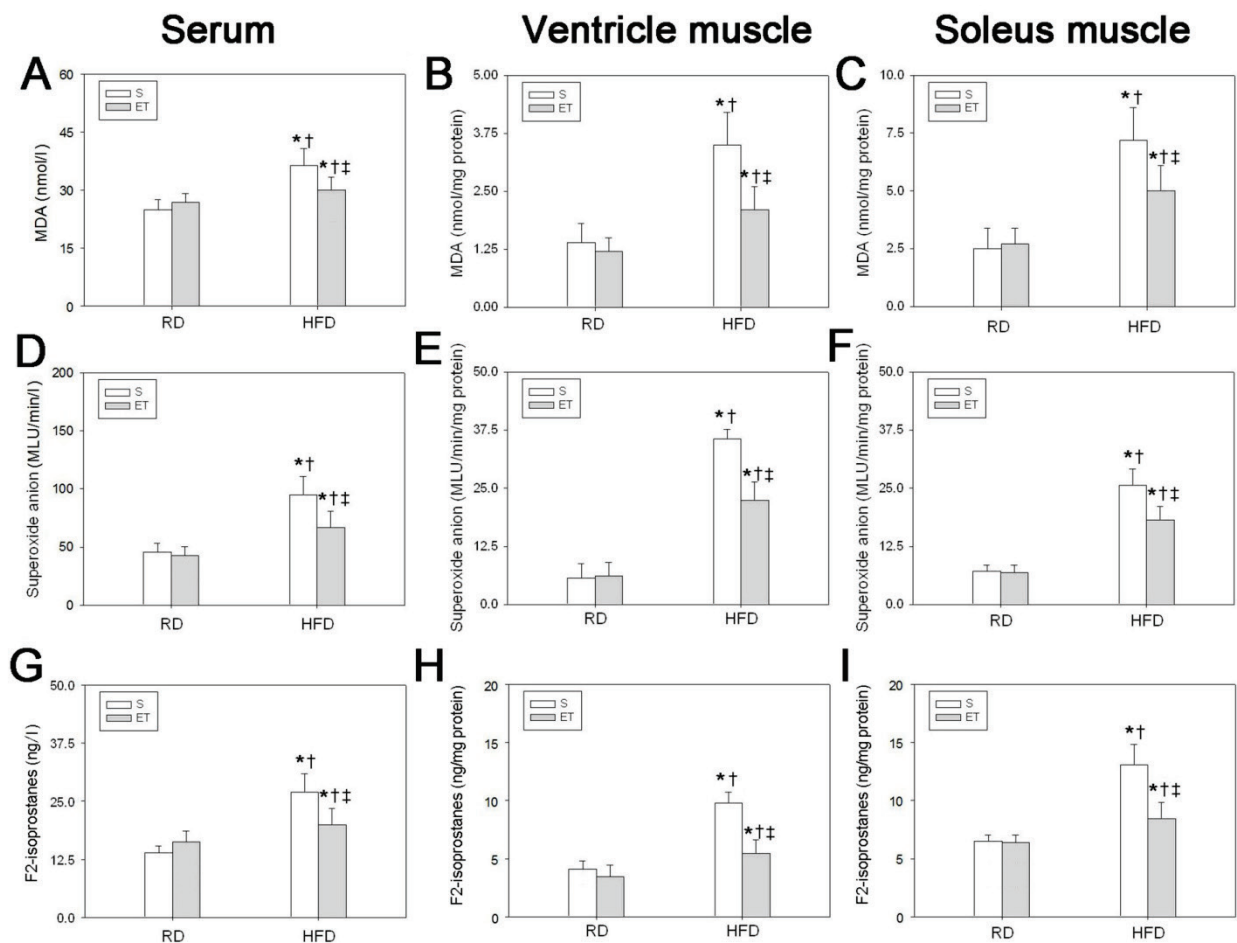 Serum Ventricle muscle Soleus muscle
A
60
45
30
15
0
MDA (nmol/l)
S
ET
*†
*†‡
RD HFD
B
5.00
3.75
2.50
1.25
0.00
MDA (nmol/mg protein)
S
ET
*†
*†‡
RD HFD
C
10.0
7.5
5.0
2.5
0.0
MDA (nmol/mg protein)
S
ET
*†
*†‡
RD HFD
D
200
150
100
50
0
Superoxide anion (MLU/min/l)
S
ET
*†
*†‡
RD HFD
E
50.0
37.5
25.0
12.5
0.0
Superoxide anion (MLU/min/mg protein)
S
ET
*†
*†‡
RD HFD
F
50.0
37.5
25.0
12.5
0.0
Superoxide anion (MLU/min/mg protein)
S
ET
*†
*†‡
RD HFD
G
50.0
37.5
25.0
12.5
0.0
F2-isoprostanes (ng/l)
S
ET
*†
*†‡
RD HFD
H
20
15
10
5
0
F2-isoprostanes (ng/mg protein)
S
ET
*†
*†‡
RD HFD
I
20
15
10
5
0
F2-isoprostanes (ng/mg protein)
S
ET
*†
*†‡
RD HFD